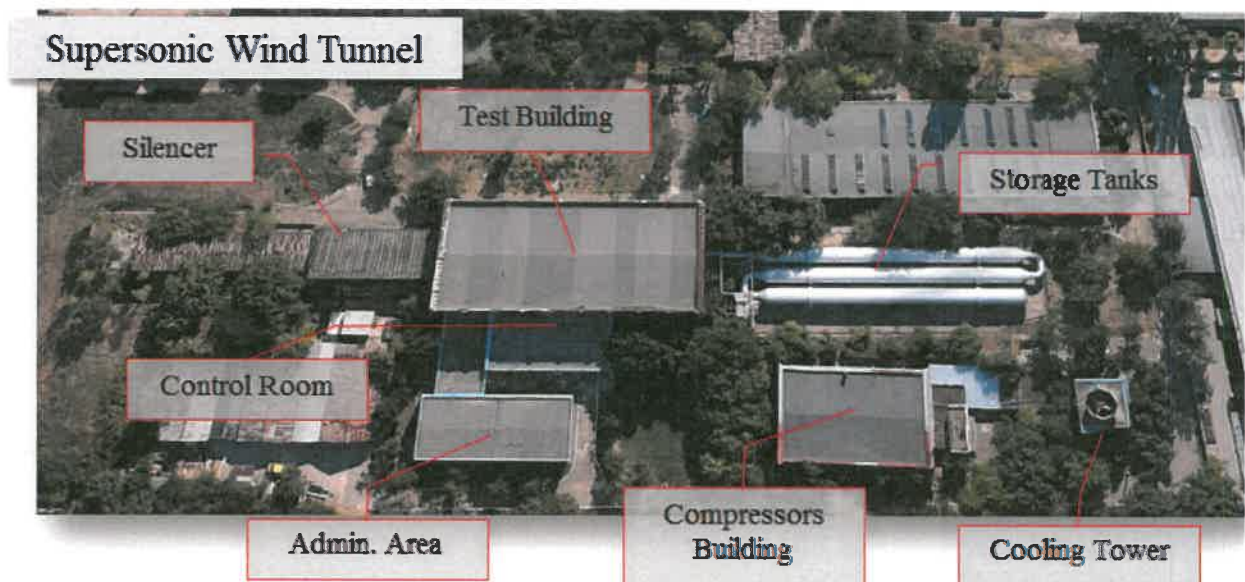 Supersonic Wind Tunnel
Test Building
Silencer
Storage Tanks
Control Room
Admin. Area
Compressors
Building
Cooling Tower